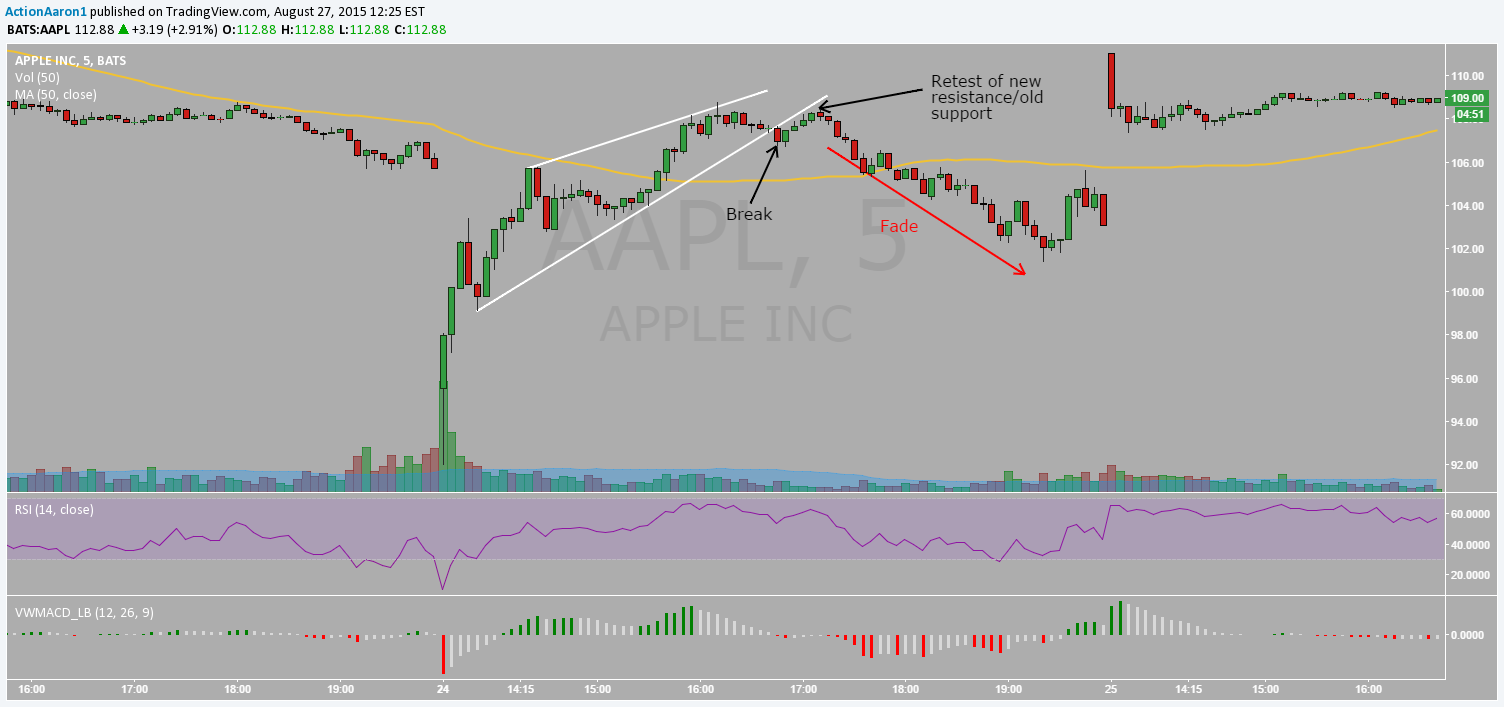 ActionAaron1 published on TradingView.com, August 27, 2015 12:25 EST
BATS:AAPL 112.88 ▲ +3.19 (+2.91%) O:112.88 H:112.88 L:112.88 C:112.88
APPLE INC, 5, BATS
Vol (50)
MA (50, close)
Retest of new
resistance/old
support
Break
Fade
AAPL, 5
APPLE INC
110.00
109.00
04:51
106.00
104.00
102.00
100.00
98.00
96.00
94.00
92.00
RSI (14, close)
60.0000
40.0000
20.0000
VWMACD_LB (12, 26, 9)
0.0000
16:00 17:00 18:00 19:00 24 14:15 15:00 16:00 17:00 18:00 19:00 25 14:15 15:00 16:00